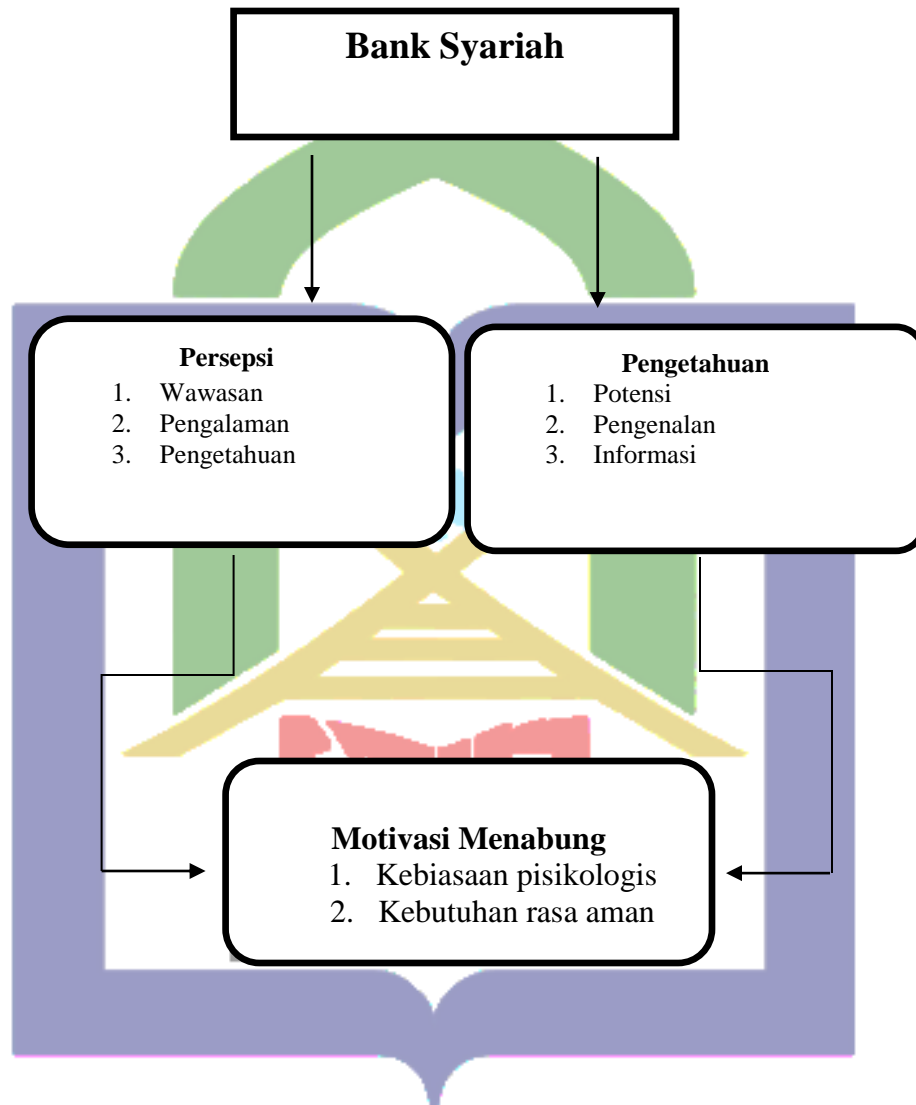 Bank Syariah
Persepsi
1. Wawasan
2. Pengalaman
3. Pengetahuan
Pengetahuan
1. Potensi
2. Pengenalan
3. Informasi
Motivasi Menabung
1. Kebiasaan pisikologis
2. Kebutuhan rasa aman